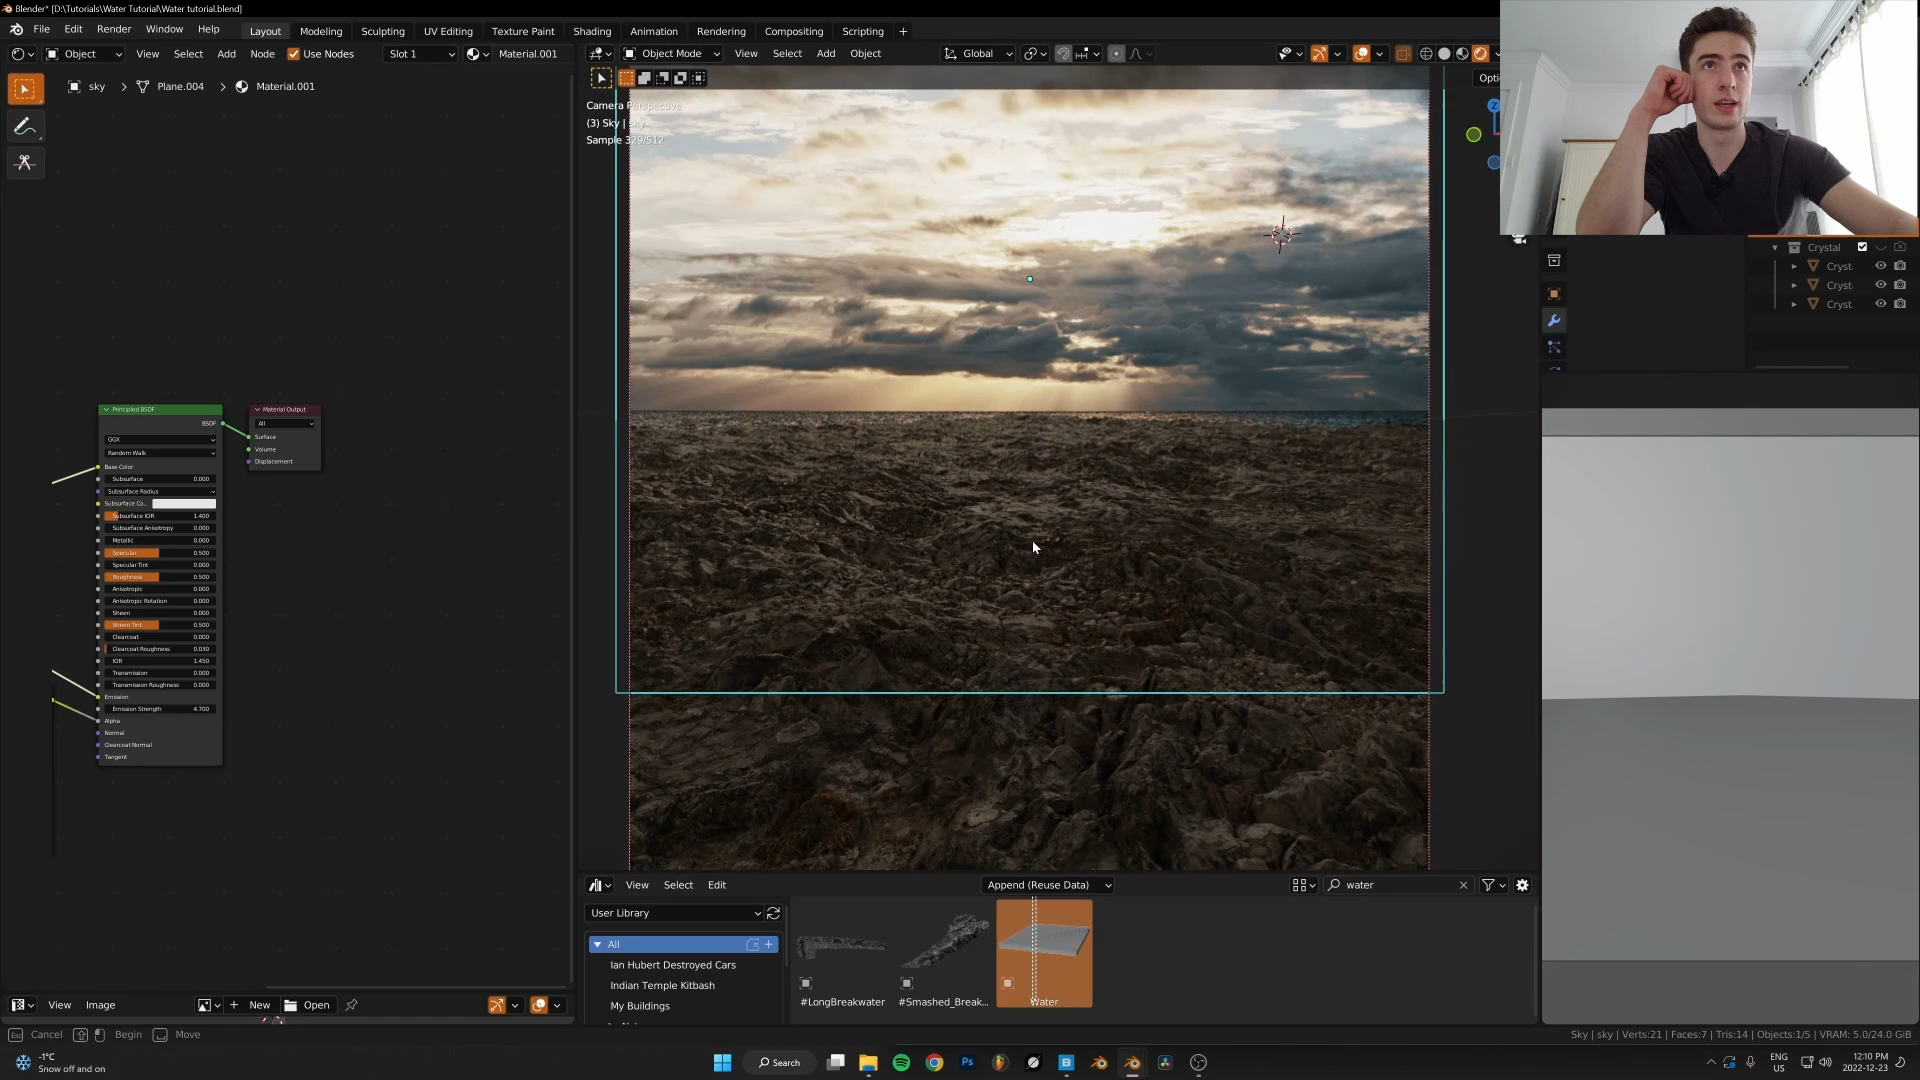 Blender* [D:\Tutorials\Water Tutorial\Water tutorial.blend]
File Edit Render Window Help Layout Modeling Sculpting UV Editing Texture Paint Shading Animation Rendering Compositing Scripting +
Object View Select Add Node Use Nodes Slot 1 Material.001
Object Mode View Select Add Object Global
sky > Plane.004 > Material.001
Opti
Camera Perspective
(3) Sky | sky
Sample 329/512
Z
Crystal
Cryst
Cryst
Cryst
Principled BSDF
BSDF
GGX
Random Walk
Base Color
Subsurface 0.000
Subsurface Radius
Subsurface Co..
Subsurface IOR 1.400
Subsurface Anisotropy 0.000
Metallic 0.000
Specular 0.500
Specular Tint 0.000
Roughness 0.500
Anisotropic 0.000
Anisotropic Rotation 0.000
Sheen 0.000
Sheen Tint 0.500
Clearcoat 0.000
Clearcoat Roughness 0.030
IOR 1.450
Transmission 0.000
Transmission Roughness 0.000
Emission
Emission Strength 4.700
Alpha
Normal
Clearcoat Normal
Tangent
Material Output
All
Surface
Volume
Displacement
View Select Edit Append (Reuse Data) water
User Library
All
Ian Hubert Destroyed Cars
Indian Temple Kitbash
My Buildings
#LongBreakwater
#Smashed_Break...
Water
View Image New Open
Esc Cancel Begin Move
Sky | sky | Verts:21 | Faces:7 | Tris:14 | Objects:1/5 | VRAM: 5.0/24.0 GiB
-1°C
Snow off and on
Search
Ps
ENG
US
12:10 PM
2022-12-23